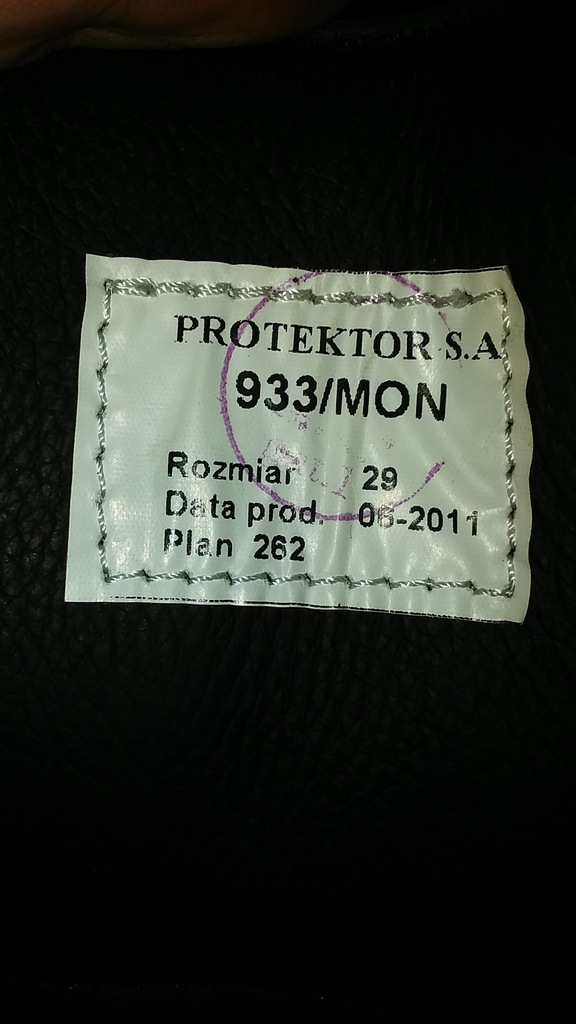 PROTEKTOR S.A
933/MON
Rozmiar 29
Data prod. 06-2011
Plan 262